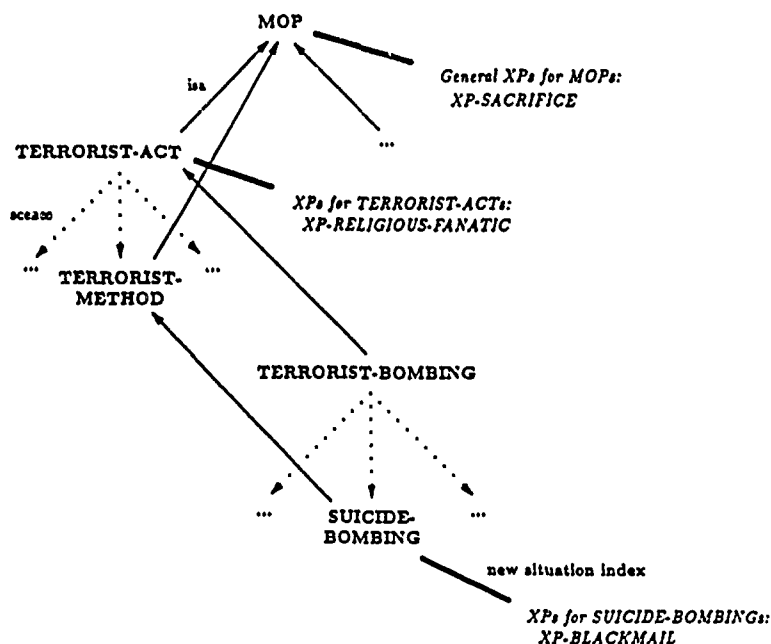 MOP
isa
General XPs for MOPs:
XP-SACRIFICE
...
TERRORIST-ACT
XPs for TERRORIST-ACTs:
XP-RELIGIOUS-FANATIC
scene
...
...
TERRORIST-
METHOD
TERRORIST-BOMBING
...
...
SUICIDE-
BOMBING
new situation index
XPs for SUICIDE-BOMBINGs:
XP-BLACKMAIL